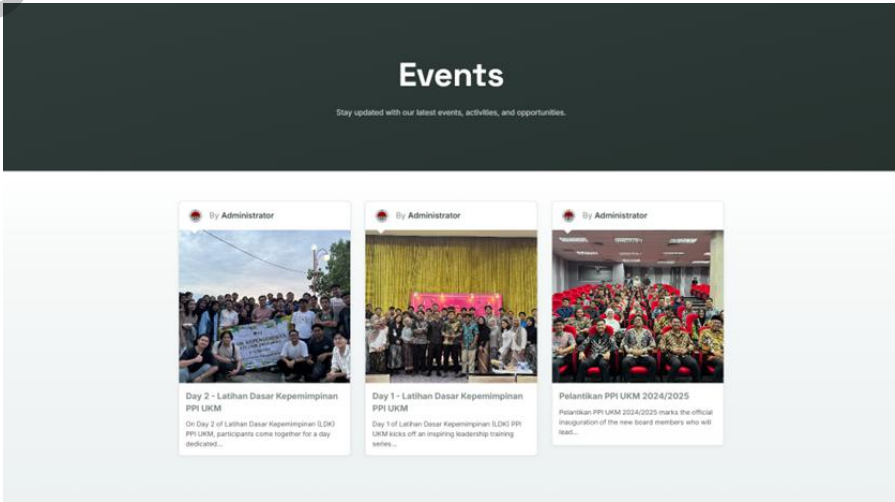 Events
Stay updated with our latest events, activities, and opportunities.
By Administrator
Day 2 - Latihan Dasar Kepemimpinan
PPI UKM
On Day 2 of Latihan Dasar Kepemimpinan (LDK)
PPI UKM, participants come together for a day
dedicated...
By Administrator
Day 1 - Latihan Dasar Kepemimpinan
PPI UKM
Day 1 of Latihan Dasar Kepemimpinan (LDK) PPI
UKM kicks off an inspiring leadership training
series...
By Administrator
Pelantikan PPI UKM 2024/2025
Pelantikan PPI UKM 2024/2025 marks the official
inauguration of the new board members who will
lead...